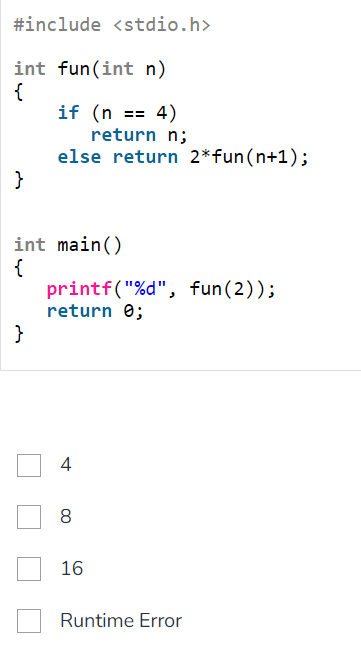 #include <stdio.h>
int fun(int n)
{
    if (n == 4)
       return n;
    else return 2*fun(n+1);
}
int main()
{
   printf("%d", fun(2));
   return 0;
}
4
8
16
Runtime Error